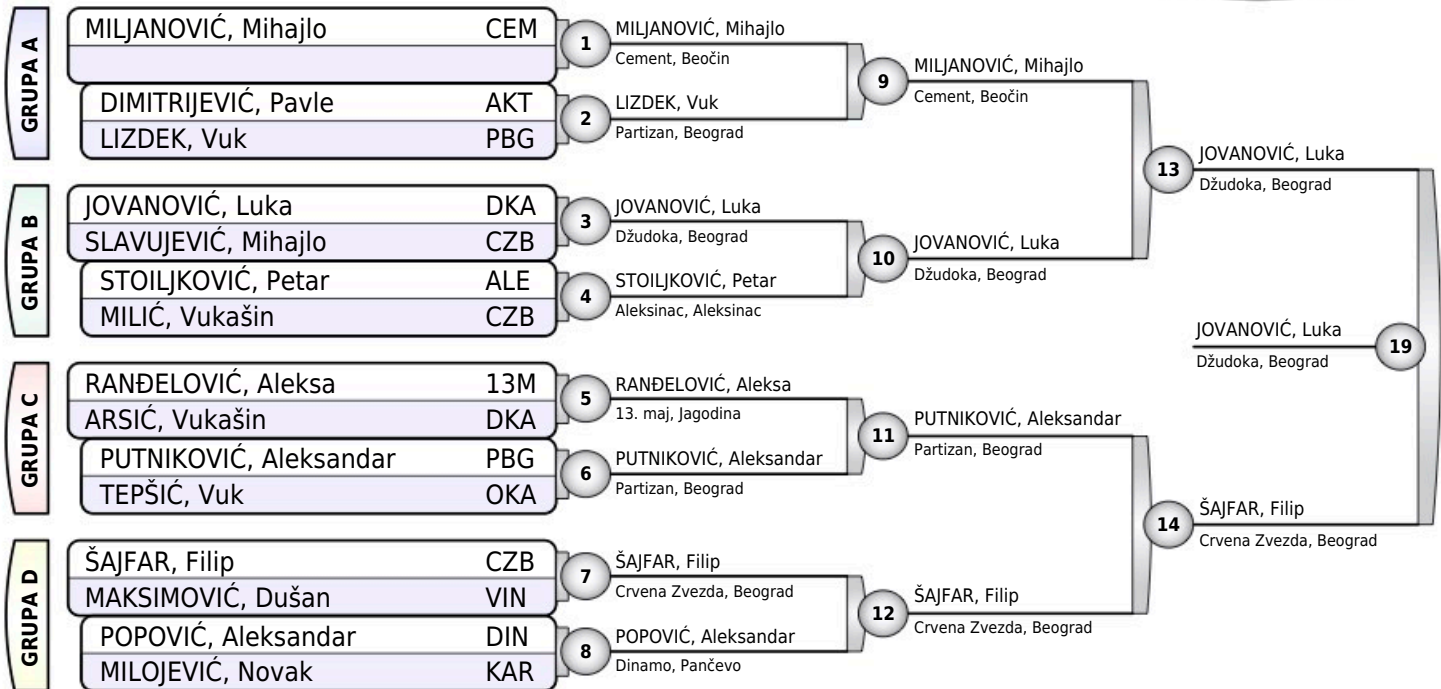 GRUPA A
MILJANOVIĆ, Mihajlo CEM
DIMITRIJEVIĆ, Pavle AKT
LIZDEK, Vuk PBG
GRUPA B
JOVANOVIĆ, Luka DKA
SLAVUJEVIĆ, Mihajlo CZB
STOILJKOVIĆ, Petar ALE
MILIĆ, Vukašin CZB
GRUPA C
RANĐELOVIĆ, Aleksa 13M
ARSIĆ, Vukašin DKA
PUTNIKOVIĆ, Aleksandar PBG
TEPŠIĆ, Vuk OKA
GRUPA D
ŠAJFAR, Filip CZB
MAKSIMOVIĆ, Dušan VIN
POPOVIĆ, Aleksandar DIN
MILOJEVIĆ, Novak KAR
1
MILJANOVIĆ, Mihajlo
Cement, Beočin
2
LIZDEK, Vuk
Partizan, Beograd
3
JOVANOVIĆ, Luka
Džudoka, Beograd
4
STOILJKOVIĆ, Petar
Aleksinac, Aleksinac
5
RANĐELOVIĆ, Aleksa
13. maj, Jagodina
6
PUTNIKOVIĆ, Aleksandar
Partizan, Beograd
7
ŠAJFAR, Filip
Crvena Zvezda, Beograd
8
POPOVIĆ, Aleksandar
Dinamo, Pančevo
9
MILJANOVIĆ, Mihajlo
Cement, Beočin
10
JOVANOVIĆ, Luka
Džudoka, Beograd
11
PUTNIKOVIĆ, Aleksandar
Partizan, Beograd
12
ŠAJFAR, Filip
Crvena Zvezda, Beograd
13
JOVANOVIĆ, Luka
Džudoka, Beograd
14
ŠAJFAR, Filip
Crvena Zvezda, Beograd
JOVANOVIĆ, Luka
Džudoka, Beograd
19